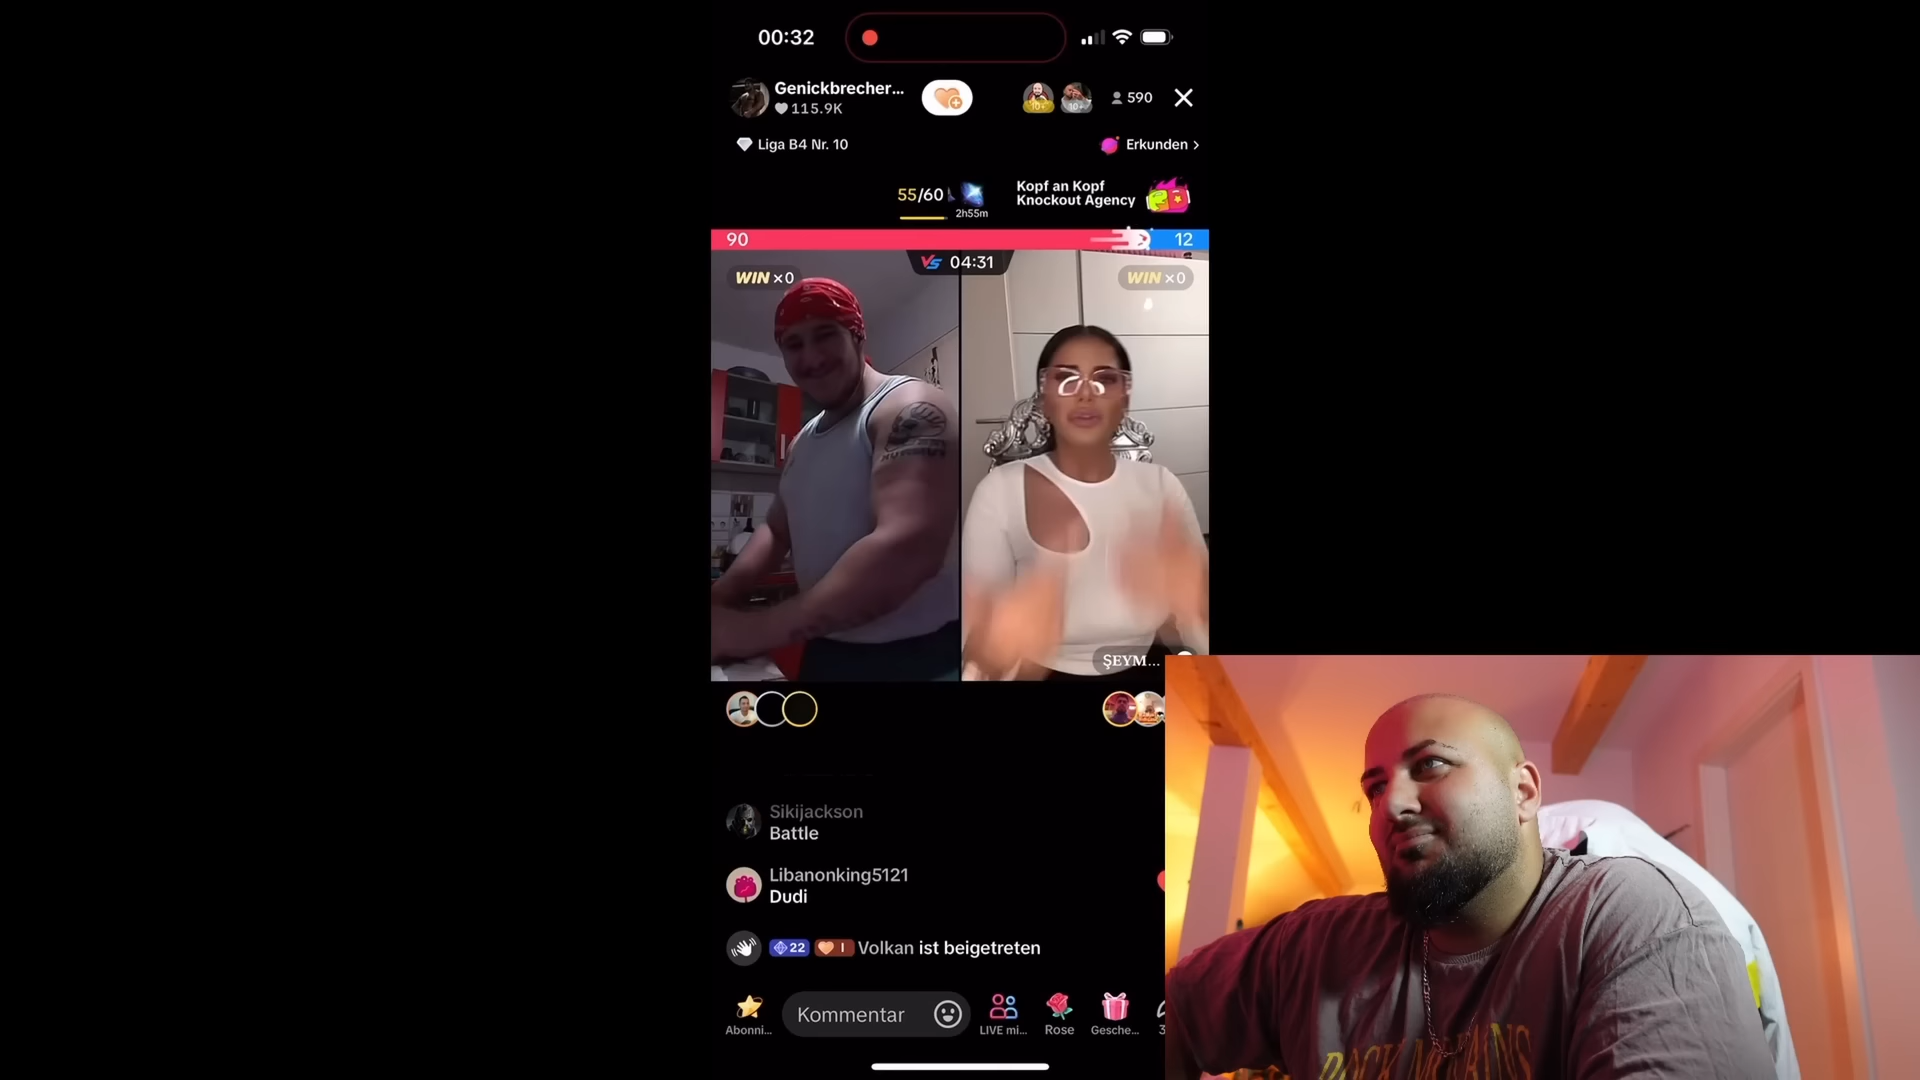 00:32
Genickbrecher...
115.9K
590
Liga B4 Nr. 10
Erkunden >
55/60
2h55m
Kopf an Kopf
Knockout Agency
90
12
VS 04:31
WIN ×0
WIN ×0
ŞEYM...
Sikijackson
Battle
Libanonking5121
Dudi
22 I Volkan ist beigetreten
Kommentar
Abonni...
LIVE mi...
Rose
Gesche...